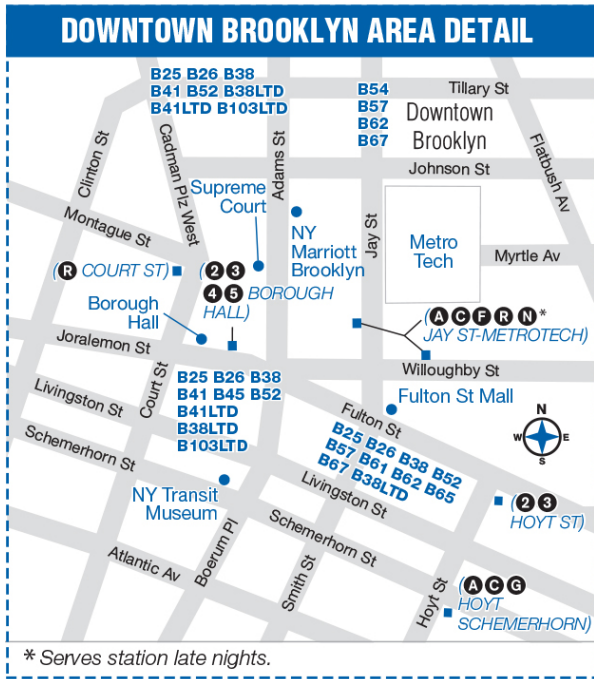 DOWNTOWN BROOKLYN AREA DETAIL
B25 B26 B38
B41 B52 B38LTD
B41LTD B103LTD
B54
B57
B62
B67
Tillary St
Downtown
Brooklyn
Johnson St
Flatbush Av
Clinton St
Cadman Plz West
Adams St
Jay St
Supreme
Court
NY
Marriott
Brooklyn
Metro
Tech
Myrtle Av
Montague St
(R COURT ST)
(2 3
4 5 BOROUGH
HALL)
Borough
Hall
(A C F R N*
JAY ST-METROTECH)
Joralemon St
Willoughby St
Court St
B25 B26 B38
B41 B45 B52
B41LTD
B38LTD
B103LTD
Fulton St Mall
Fulton St
N
W E
S
B25 B26 B38 B52
B57 B61 B62 B65
B67 B38LTD
Livingston St
Schermerhorn St
NY Transit
Museum
Livingston St
Schemerhorn St
(2 3
HOYT ST)
Atlantic Av
Boerum Pl
Smith St
Hoyt St
(A C G
HOYT
SCHEMERHORN)
* Serves station late nights.